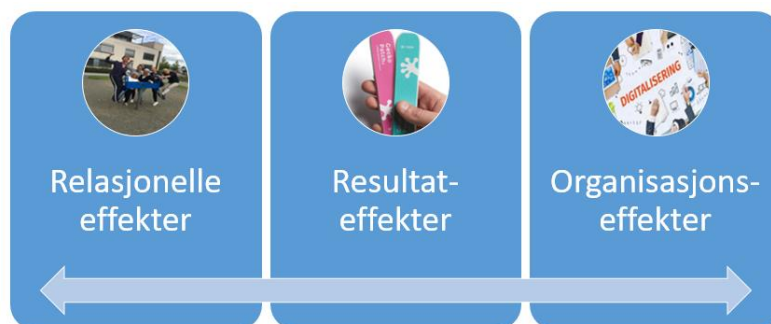 Relasjonelle
effekter
Resultat-
effekter
Organisasjons-
effekter
DIGITALISERING